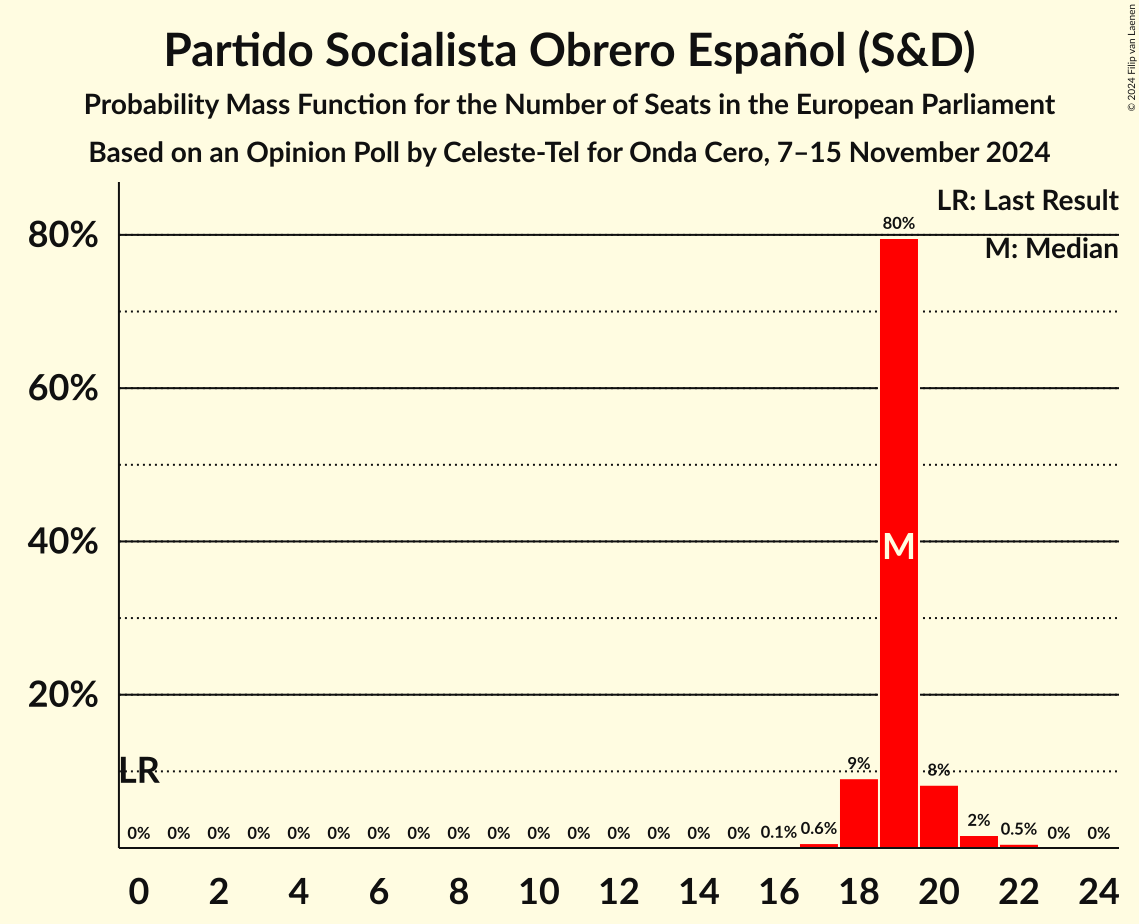 Partido Socialista Obrero Español (S&D)
Probability Mass Function for the Number of Seats in the European Parliament
Based on an Opinion Poll by Celeste-Tel for Onda Cero, 7–15 November 2024
© 2024 Filip van Laenen
LR: Last Result
M: Median
80%
60%
40%
20%
80%
M
LR
0% 0% 0% 0% 0% 0% 0% 0% 0% 0% 0% 0% 0% 0% 0% 0% 0.1% 0.6% 9% 8% 2% 0.5% 0% 0%
0 2 4 6 8 10 12 14 16 18 20 22 24